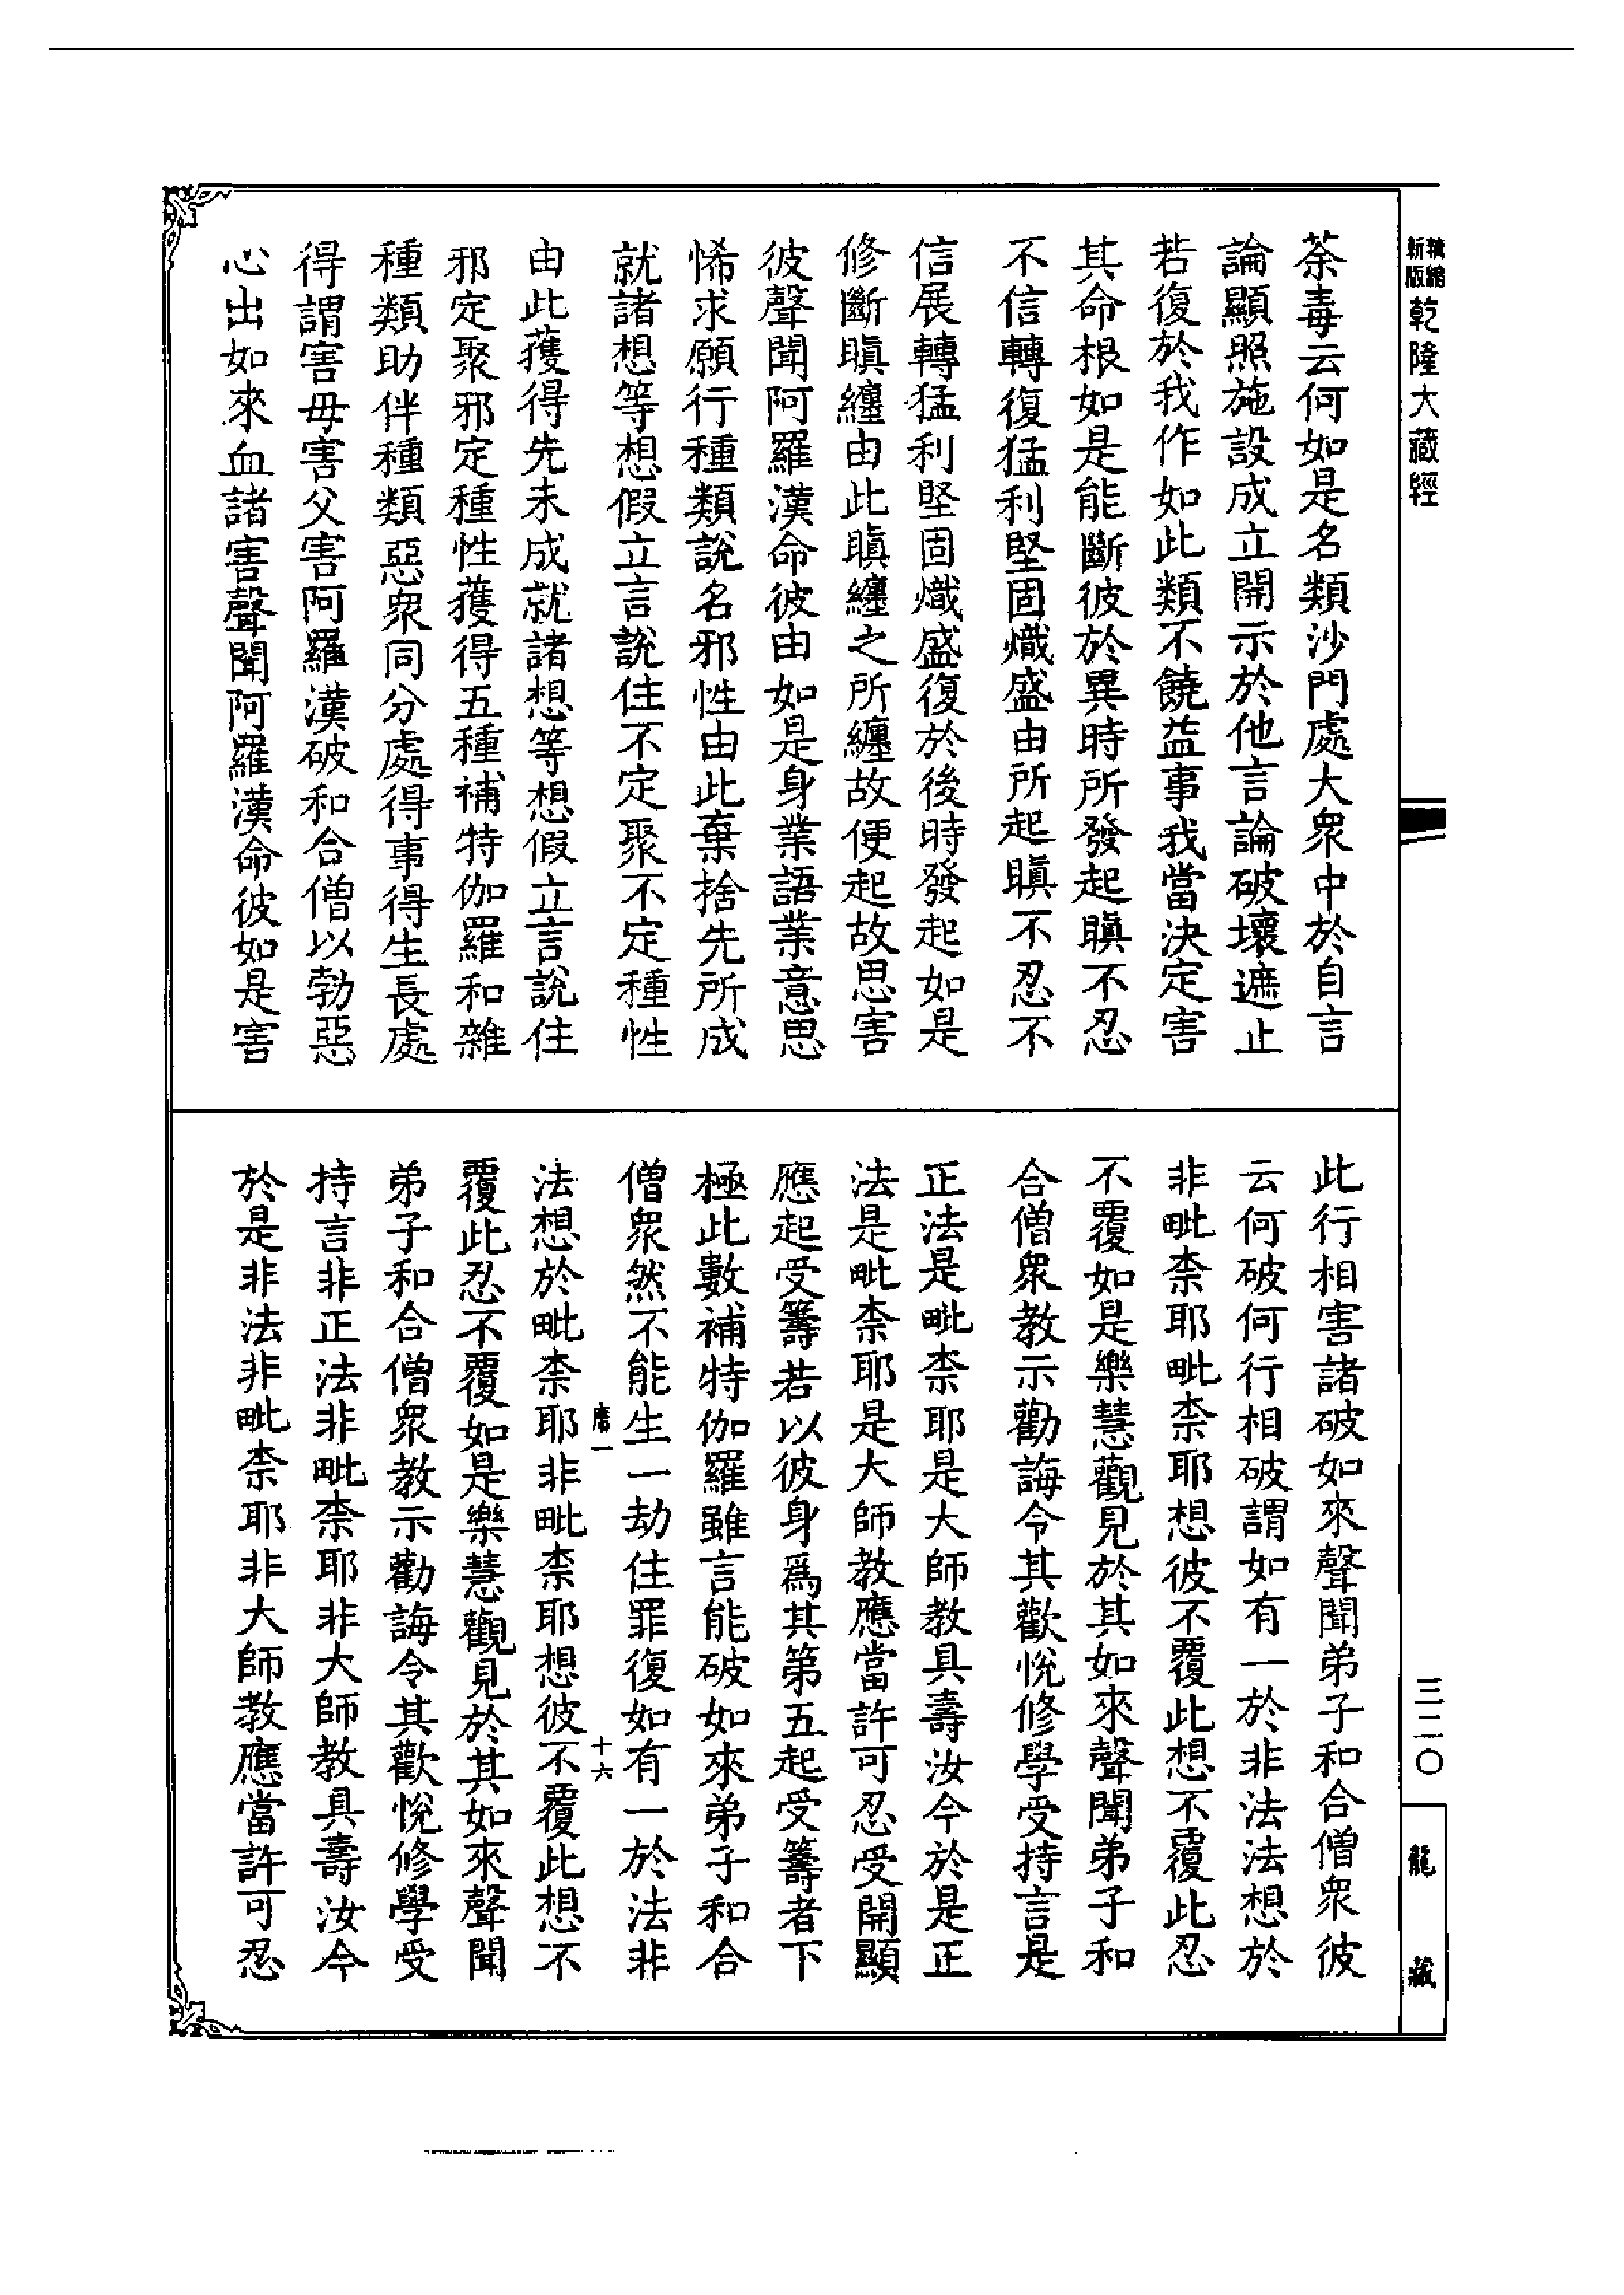 精縮新版乾隆大藏經
荼毒云何如是名類沙門處大衆中於自言
論顯照施設成立開示於他言論破壞遮止
若復於我作如此類不饒益事我當決定害
其命根如是能斷彼於異時所發起瞋不忍
不信轉復猛利堅固熾盛由所起瞋不忍不
信展轉猛利堅固熾盛復於後時發起如是
修斷瞋纏由此瞋纏之所纏故便起故思害
彼聲聞阿羅漢命彼由如是身業語業意思
悕求願行種類說名邪性由此棄捨先所成
就諸想等想假立言說住不定聚不定種性
由此獲得先未成就諸想等想假立言說住
邪定聚邪定種性獲得五種補特伽羅和雜
種類助伴種類惡衆同分處得事得生長處
得謂害母害父害阿羅漢破和合僧以勃惡
心出如來血諸害聲聞阿羅漢命彼如是害
此行相害諸破如來聲聞弟子和合僧衆彼
云何破何行相破謂如有一於非法法想於
非毗柰耶毗柰耶想彼不覆此想不覆此忍
不覆如是樂慧觀見於其如來聲聞弟子和
合僧衆教示勸誨令其歡悅修學受持言是
正法是毗柰耶是大師教具壽汝今於是正
法是毗柰耶是大師教應當許可忍受開顯
應起受籌若以彼身爲其第五起受籌者下
極此數補特伽羅雖言能破如來弟子和合
僧衆然不能生一劫住罪復如有一於法非
席一 十六
法想於毗柰耶非毗柰耶想彼不覆此想不
覆此忍不覆如是樂慧觀見於其如來聲聞
弟子和合僧衆教示勸誨令其歡悅修學受
持言非正法非毗柰耶非大師教具壽汝今
於是非法非毗柰耶非大師教應當許可忍
三二〇
龍藏